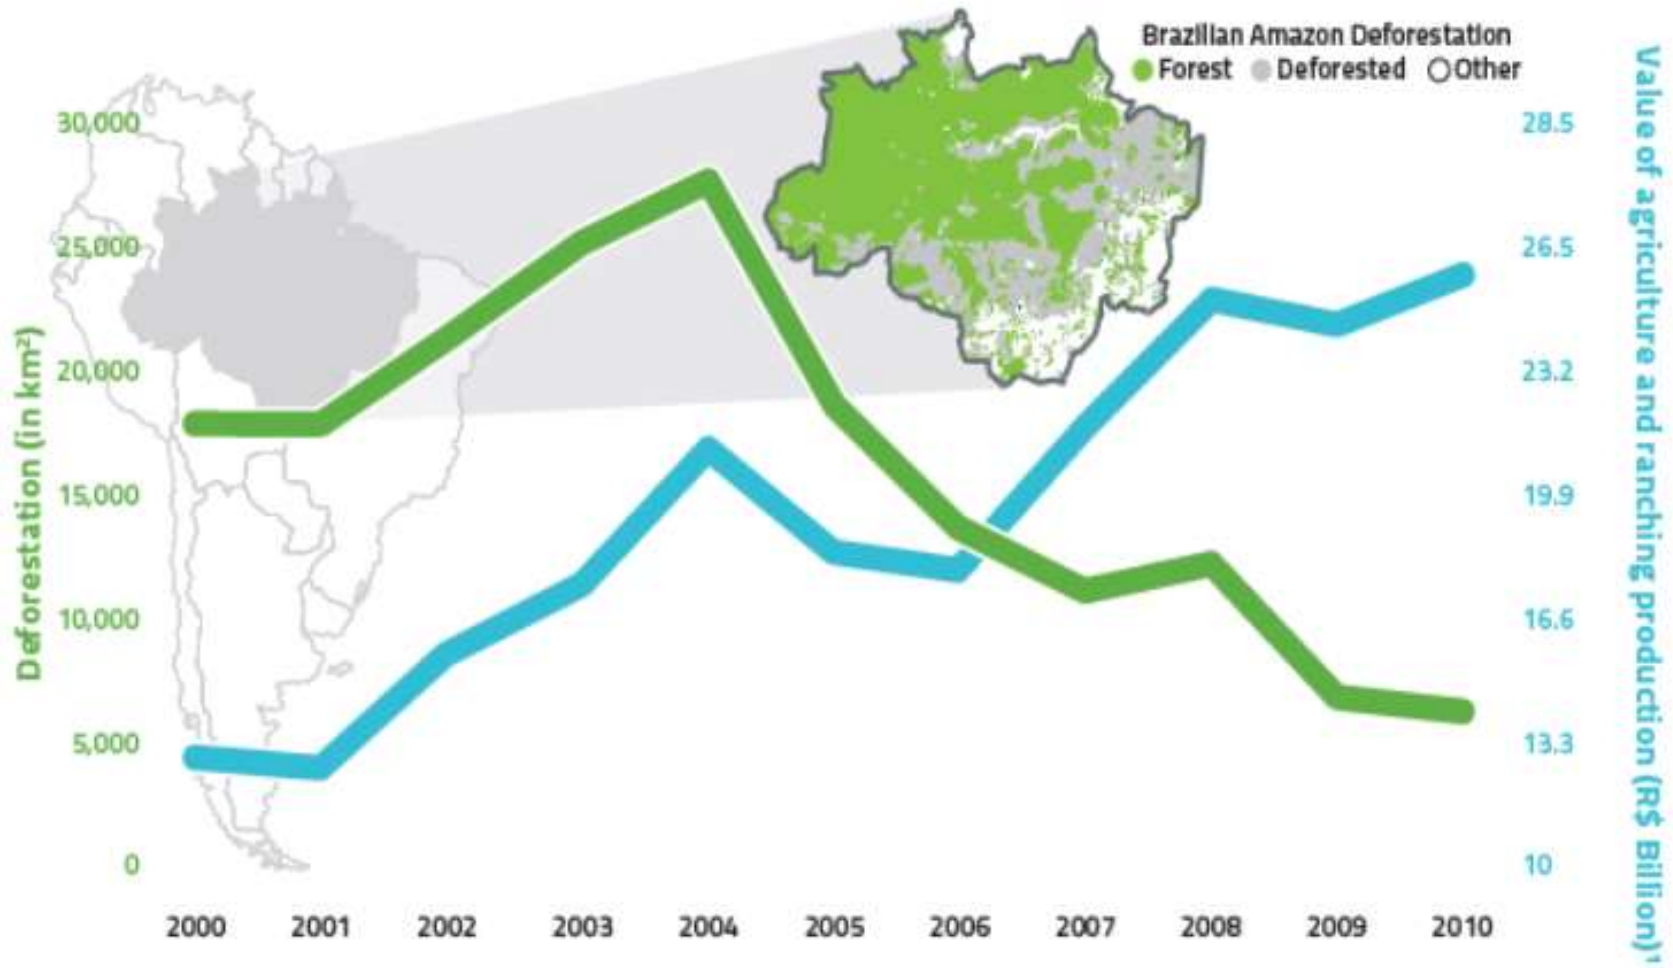 Brazilian Amazon Deforestation
Forest Deforested Other
Deforestation (in km²)
30,000
25,000
20,000
15,000
10,000
5,000
0
28.5
26.5
23.2
19.9
16.6
13.3
10
Value of agriculture and ranching production (R$ Billion)¹
2000 2001 2002 2003 2004 2005 2006 2007 2008 2009 2010